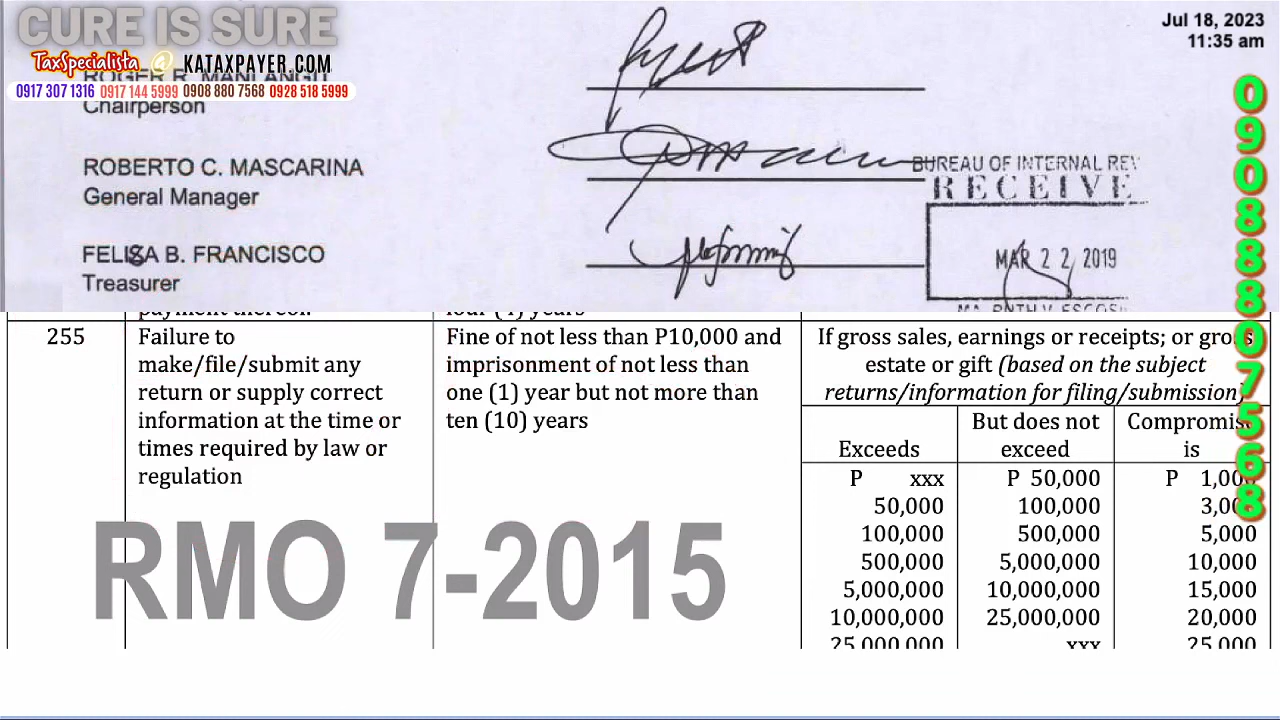 CURE IS SURE
TaxSpecialista @ KATAXPAYER.COM
0917 307 1316 0917 144 5999 0908 880 7568 0928 518 5999
Chairperson
ROBERTO C. MASCARINA
General Manager
FELISA B. FRANCISCO
Treasurer
Jul 18, 2023
11:35 am
BUREAU OF INTERNAL REV
RECEIVE
MAR 22 2019
09088807568
payment thereof.
four (4) years
255
Failure to
make/file/submit any
return or supply correct
information at the time or
times required by law or
regulation
Fine of not less than P10,000 and
imprisonment of not less than
one (1) year but not more than
ten (10) years
If gross sales, earnings or receipts; or gross
estate or gift (based on the subject
returns/information for filing/submission)
Exceeds But does not exceed Compromise is
P xxx P 50,000 P 1,000
50,000 100,000 3,000
100,000 500,000 5,000
500,000 5,000,000 10,000
5,000,000 10,000,000 15,000
10,000,000 25,000,000 20,000
25,000,000 xxx 25,000
RMO 7-2015